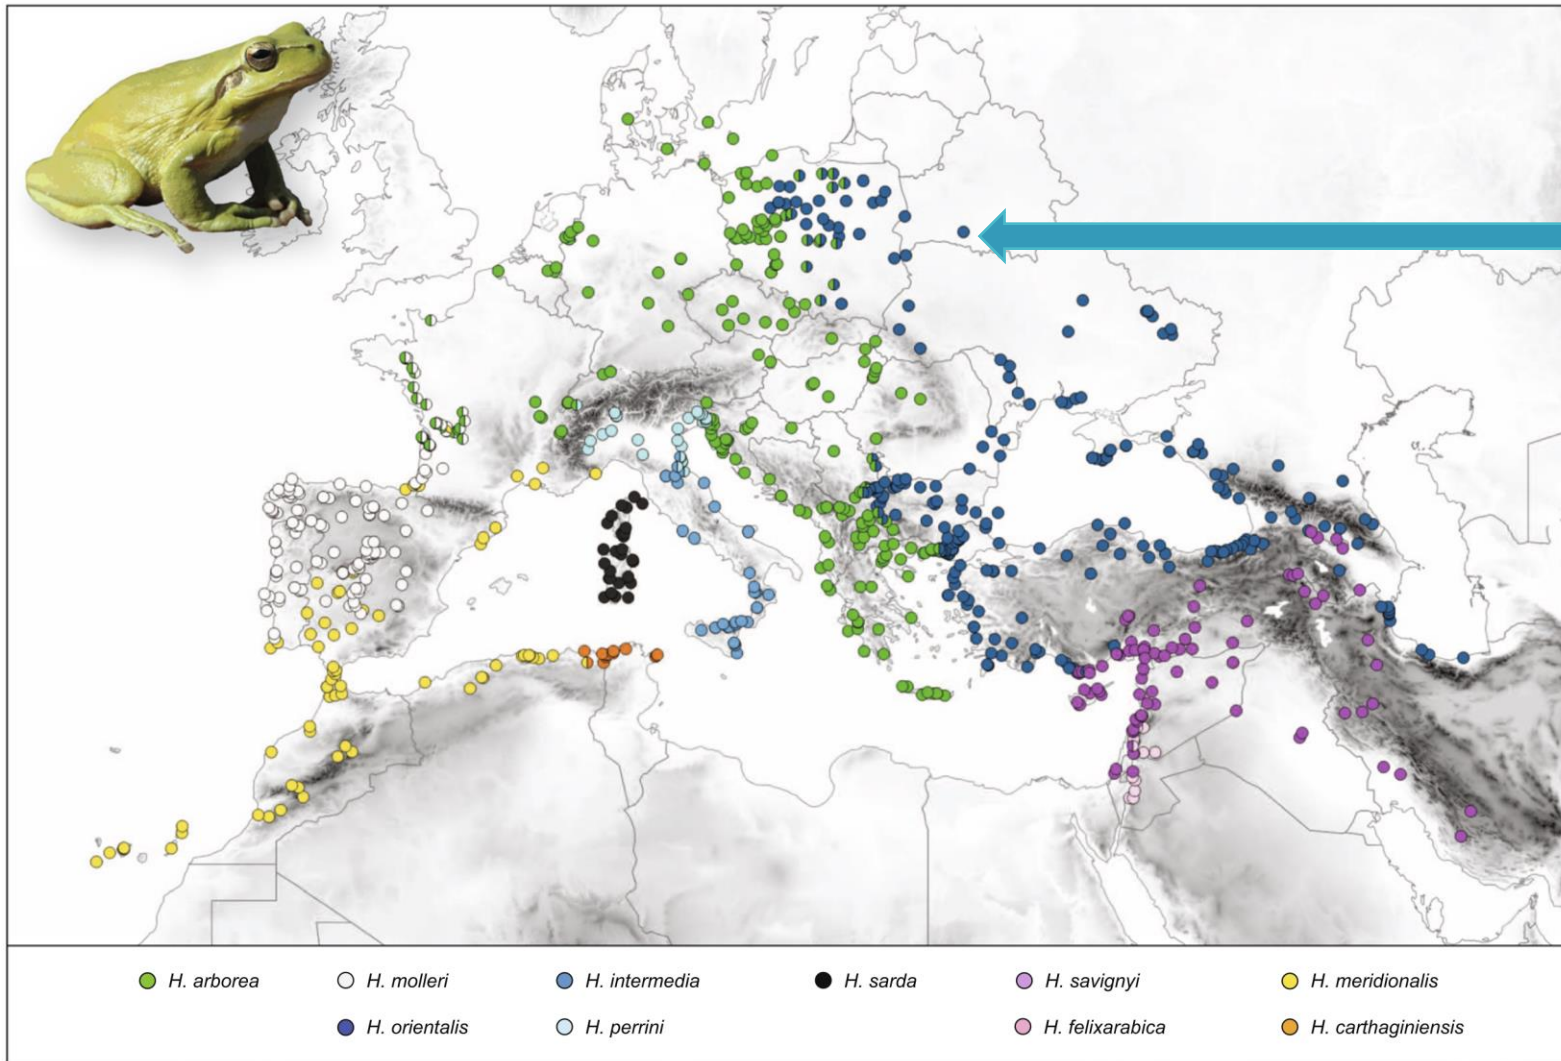 H. arborea H. molleri H. intermedia H. sarda H. savignyi H. meridionalis
H. orientalis H. perrini H. felixarabica H. carthaginiensis